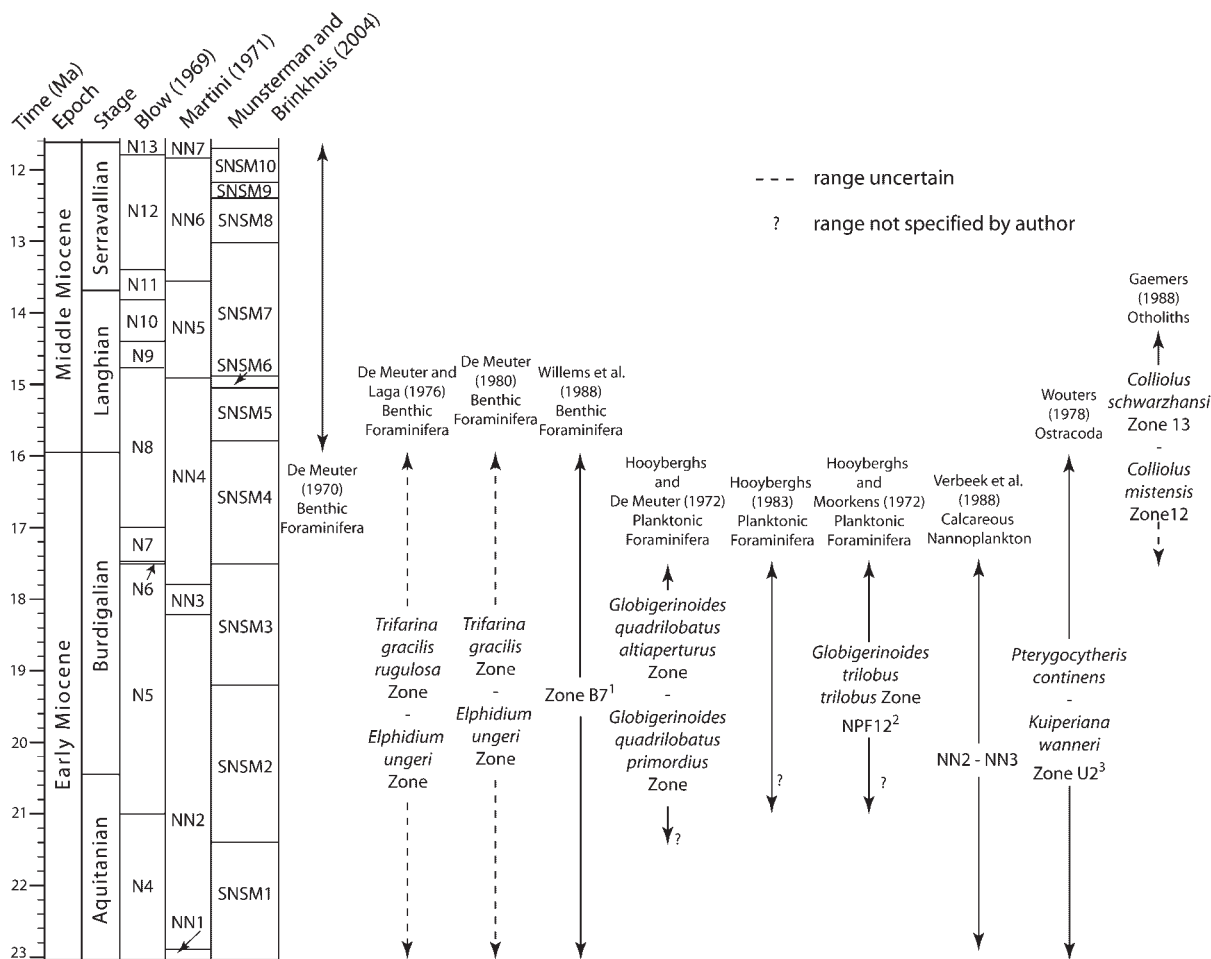 Time (Ma)
Epoch
Stage
Blow (1969)
Martini (1971)
Munsterman and
Brinkhuis (2004)
12
13
14
15
16
17
18
19
20
21
22
23
Middle Miocene
Early Miocene
Serravallian
Langhian
Burdigalian
Aquitanian
N13
N12
N11
N10
N9
N8
N7
N6
N5
N4
NN7
NN6
NN5
NN4
NN3
NN2
NN1
SNSM10
SNSM9
SNSM8
SNSM7
SNSM6
SNSM5
SNSM4
SNSM3
SNSM2
SNSM1
--- range uncertain
? range not specified by author
De Meuter
(1970)
Benthic
Foraminifera
De Meuter and
Laga (1976)
Benthic
Foraminifera
Trifarina
gracilis
rugulosa
Zone
-
Elphidium
ungeri
Zone
De Meuter
(1980)
Benthic
Foraminifera
Trifarina
gracilis
Zone
-
Elphidium
ungeri
Zone
Willems et al.
(1988)
Benthic
Foraminifera
Zone B7¹
Hooyberghs
and
De Meuter (1972)
Planktonic
Foraminifera
Globigerinoides
quadrilobatus
altiaperturus
Zone
-
Globigerinoides
quadrilobatus
primordius
Zone
?
Hooyberghs
(1983)
Planktonic
Foraminifera
?
Hooyberghs
and
Moorkens (1972)
Planktonic
Foraminifera
Globigerinoides
trilobus
trilobus Zone
NPF12²
?
Verbeek et al.
(1988)
Calcareous
Nannoplankton
NN2 - NN3
Wouters
(1978)
Ostracoda
Pterygocytheris
continens
-
Kuiperiana
wanneri
Zone U2³
Gaemers
(1988)
Otholiths
Colliolus
schwarzhansi
Zone 13
-
Colliolus
mistensis
Zone12